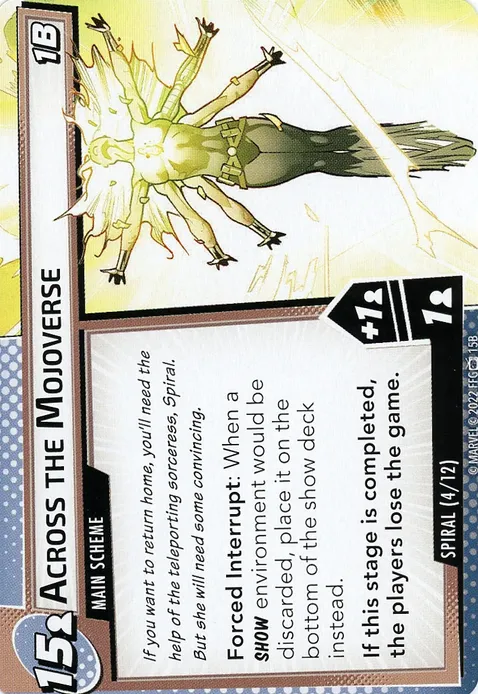 15
ACROSS THE MOJOVERSE
1B
MAIN SCHEME
If you want to return home, you'll need the
help of the teleporting sorceress, Spiral.
But she will need some convincing.
Forced Interrupt: When a
SHOW environment would be
discarded, place it on the
bottom of the show deck
instead.
If this stage is completed,
the players lose the game.
+1
1
SPIRAL (4/12)
© MARVEL © 2022 FFG 15B